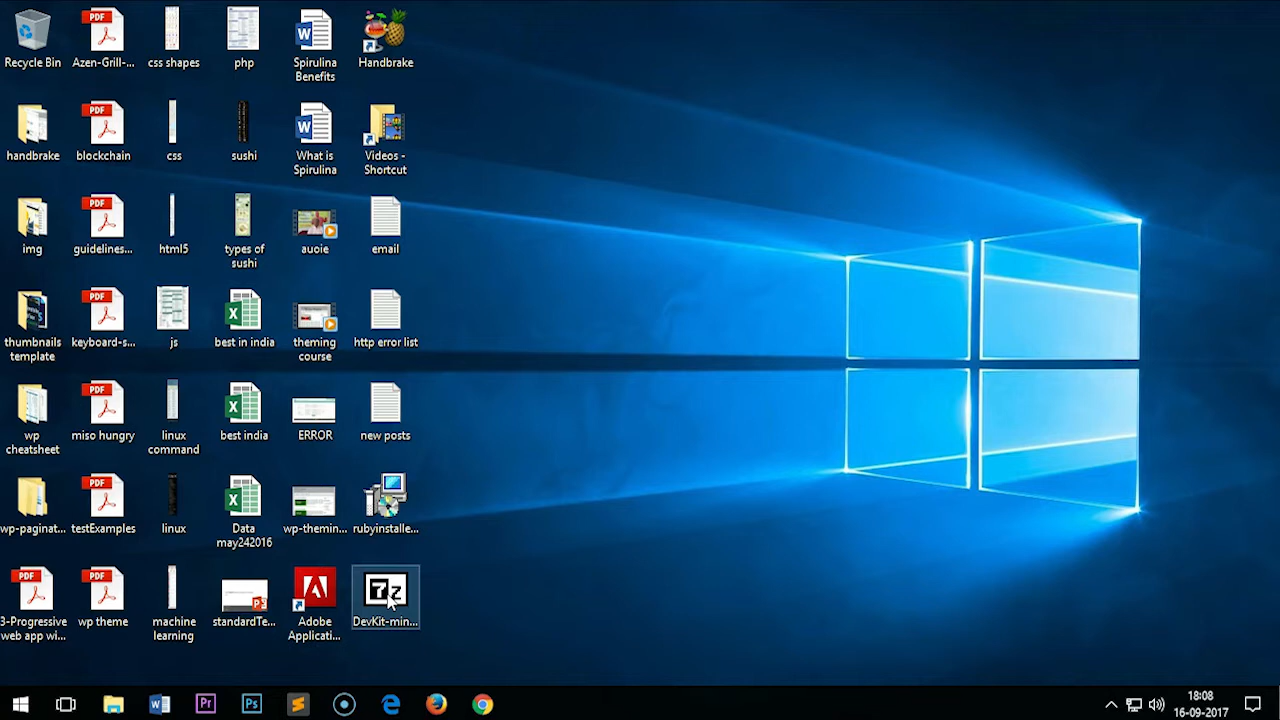 Recycle Bin
Azen-Grill-...
css shapes
php
Spirulina
Benefits
Handbrake
handbrake
blockchain
css
sushi
What is
Spirulina
Videos -
Shortcut
img
guidelines...
html5
types of
sushi
auoie
email
thumbnails
template
keyboard-s...
js
best in india
theming
course
http error list
wp
cheatsheet
miso hungry
linux
command
best india
ERROR
new posts
wp-paginat...
testExamples
linux
Data
may242016
wp-themin...
rubyinstalle...
3-Progressive
web app wi...
wp theme
machine
learning
standardTe...
Adobe
Applicati...
DevKit-min...
18:08
16-09-2017